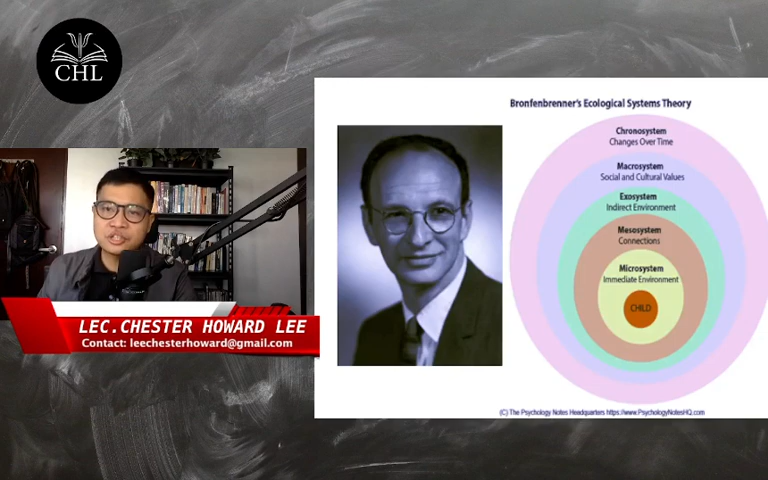 CHL
LEC.CHESTER HOWARD LEE
Contact: leechesterhoward@gmail.com
Bronfenbrenner's Ecological Systems Theory
Chronosystem
Changes Over Time
Macrosystem
Social and Cultural Values
Exosystem
Indirect Environment
Mesosystem
Connections
Microsystem
Immediate Environment
CHILD
(C) The Psychology Notes Headquarters https://www.PsychologyNotesHQ.com